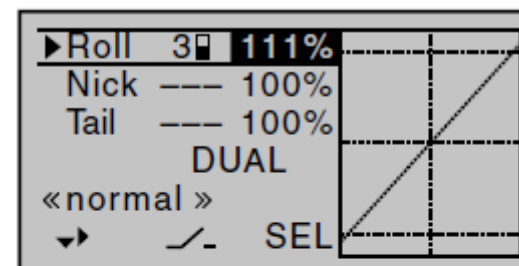 Roll 3 111%
Nick --- 100%
Tail --- 100%
DUAL
«normal »
SEL